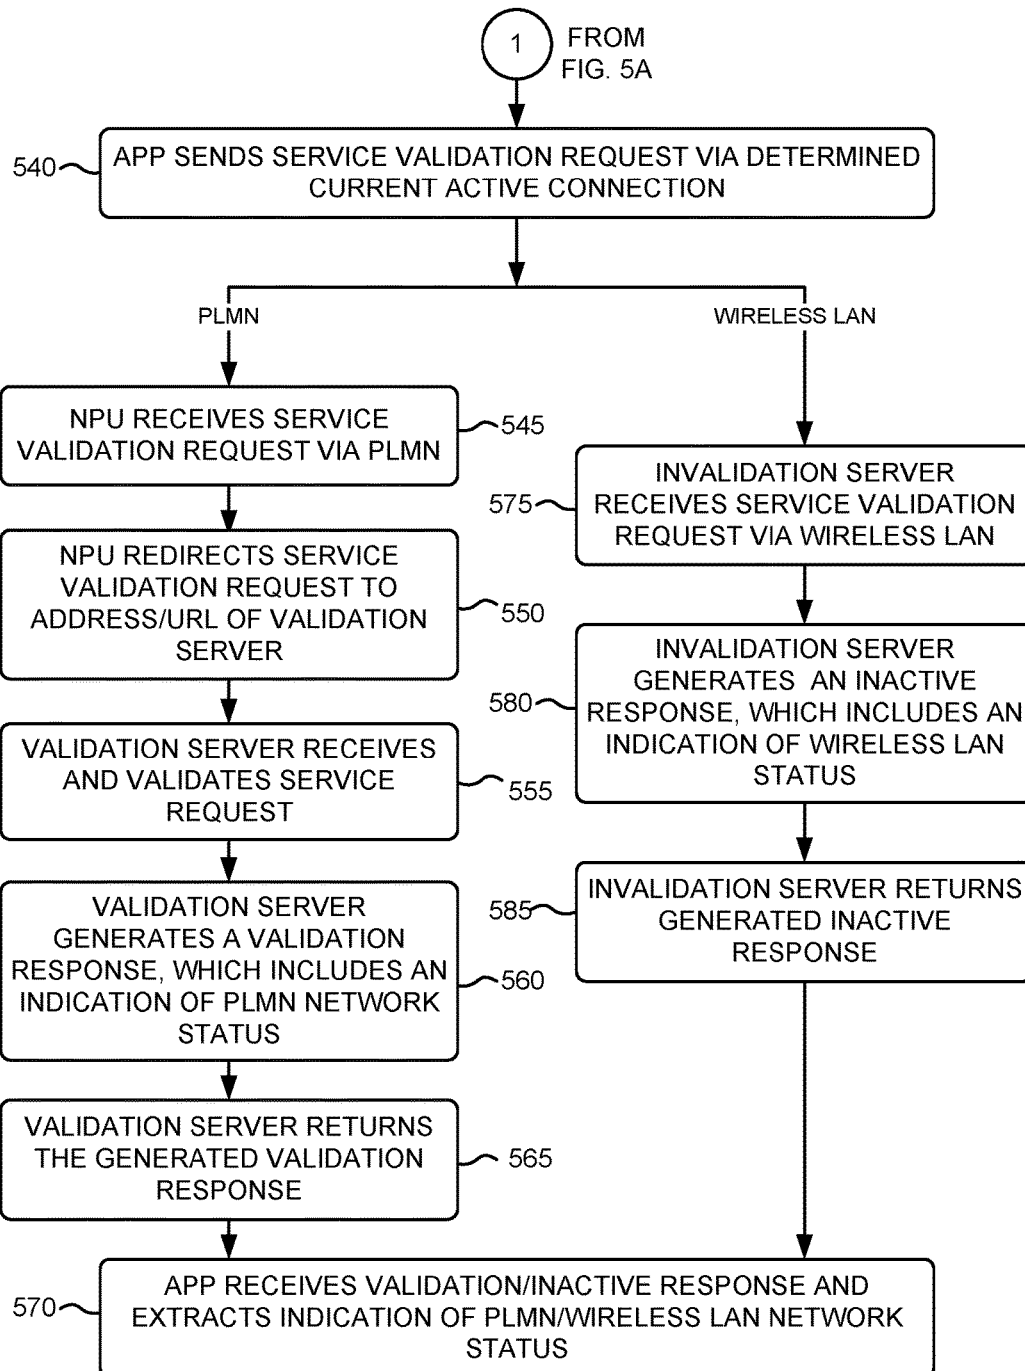 1
FROM
FIG. 5A
540
APP SENDS SERVICE VALIDATION REQUEST VIA DETERMINED
CURRENT ACTIVE CONNECTION
PLMN
WIRELESS LAN
NPU RECEIVES SERVICE
VALIDATION REQUEST VIA PLMN
545
NPU REDIRECTS SERVICE
VALIDATION REQUEST TO
ADDRESS/URL OF VALIDATION
SERVER
550
VALIDATION SERVER RECEIVES
AND VALIDATES SERVICE
REQUEST
555
VALIDATION SERVER
GENERATES A VALIDATION
RESPONSE, WHICH INCLUDES AN
INDICATION OF PLMN NETWORK
STATUS
560
VALIDATION SERVER RETURNS
THE GENERATED VALIDATION
RESPONSE
565
575
INVALIDATION SERVER
RECEIVES SERVICE VALIDATION
REQUEST VIA WIRELESS LAN
580
INVALIDATION SERVER
GENERATES AN INACTIVE
RESPONSE, WHICH INCLUDES AN
INDICATION OF WIRELESS LAN
STATUS
585
INVALIDATION SERVER RETURNS
GENERATED INACTIVE
RESPONSE
570
APP RECEIVES VALIDATION/INACTIVE RESPONSE AND
EXTRACTS INDICATION OF PLMN/WIRELESS LAN NETWORK
STATUS